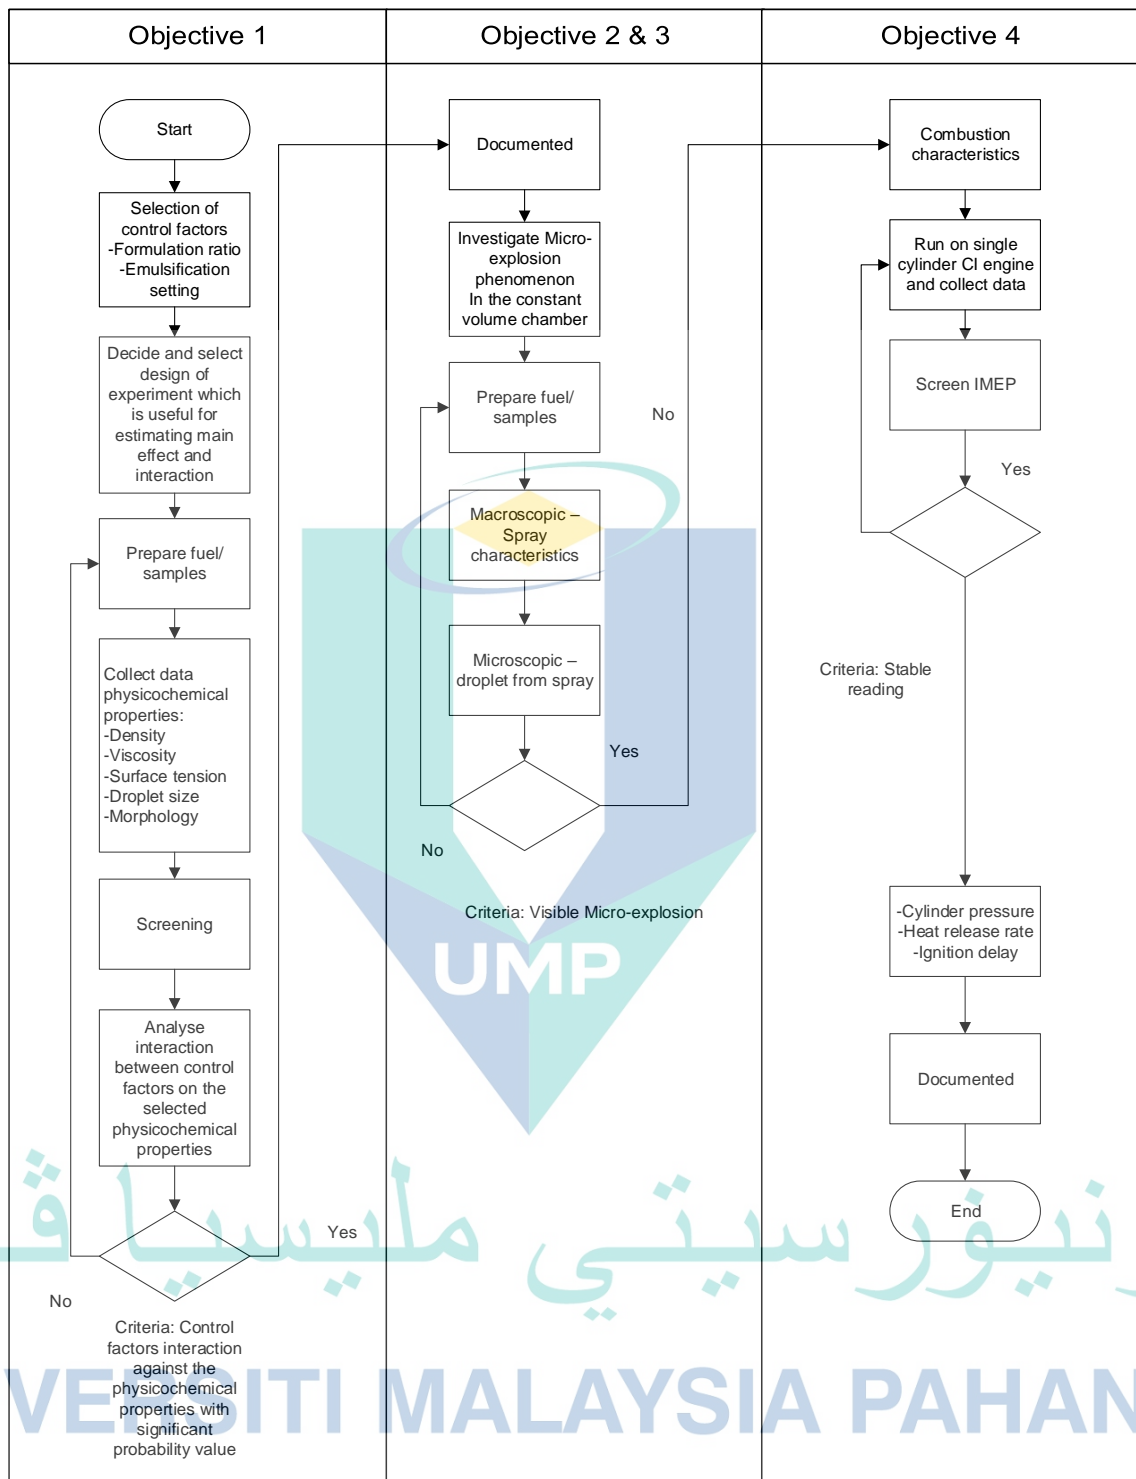 Objective 1
Objective 2 & 3
Objective 4
Start
Selection of
control factors
-Formulation ratio
-Emulsification
setting
Decide and select
design of
experiment which
is useful for
estimating main
effect and
interaction
Prepare fuel/
samples
Collect data
physicochemical
properties:
-Density
-Viscosity
-Surface tension
-Droplet size
-Morphology
Screening
Analyse
interaction
between control
factors on the
selected
physicochemical
properties
Yes
No
Criteria: Control
factors interaction
against the
physicochemical
properties with
significant
probability value
Documented
Investigate Micro-
explosion
phenomenon
In the constant
volume chamber
Prepare fuel/
samples
Macroscopic –
Spray
characteristics
Microscopic –
droplet from spray
Yes
No
Criteria: Visible Micro-explosion
UMP
No
Combustion
characteristics
Run on single
cylinder CI engine
and collect data
Screen IMEP
Yes
Criteria: Stable
reading
-Cylinder pressure
-Heat release rate
-Ignition delay
Documented
End
ونيۏرسيتي مليسيا ڤ
VERSITI MALAYSIA PAHAN